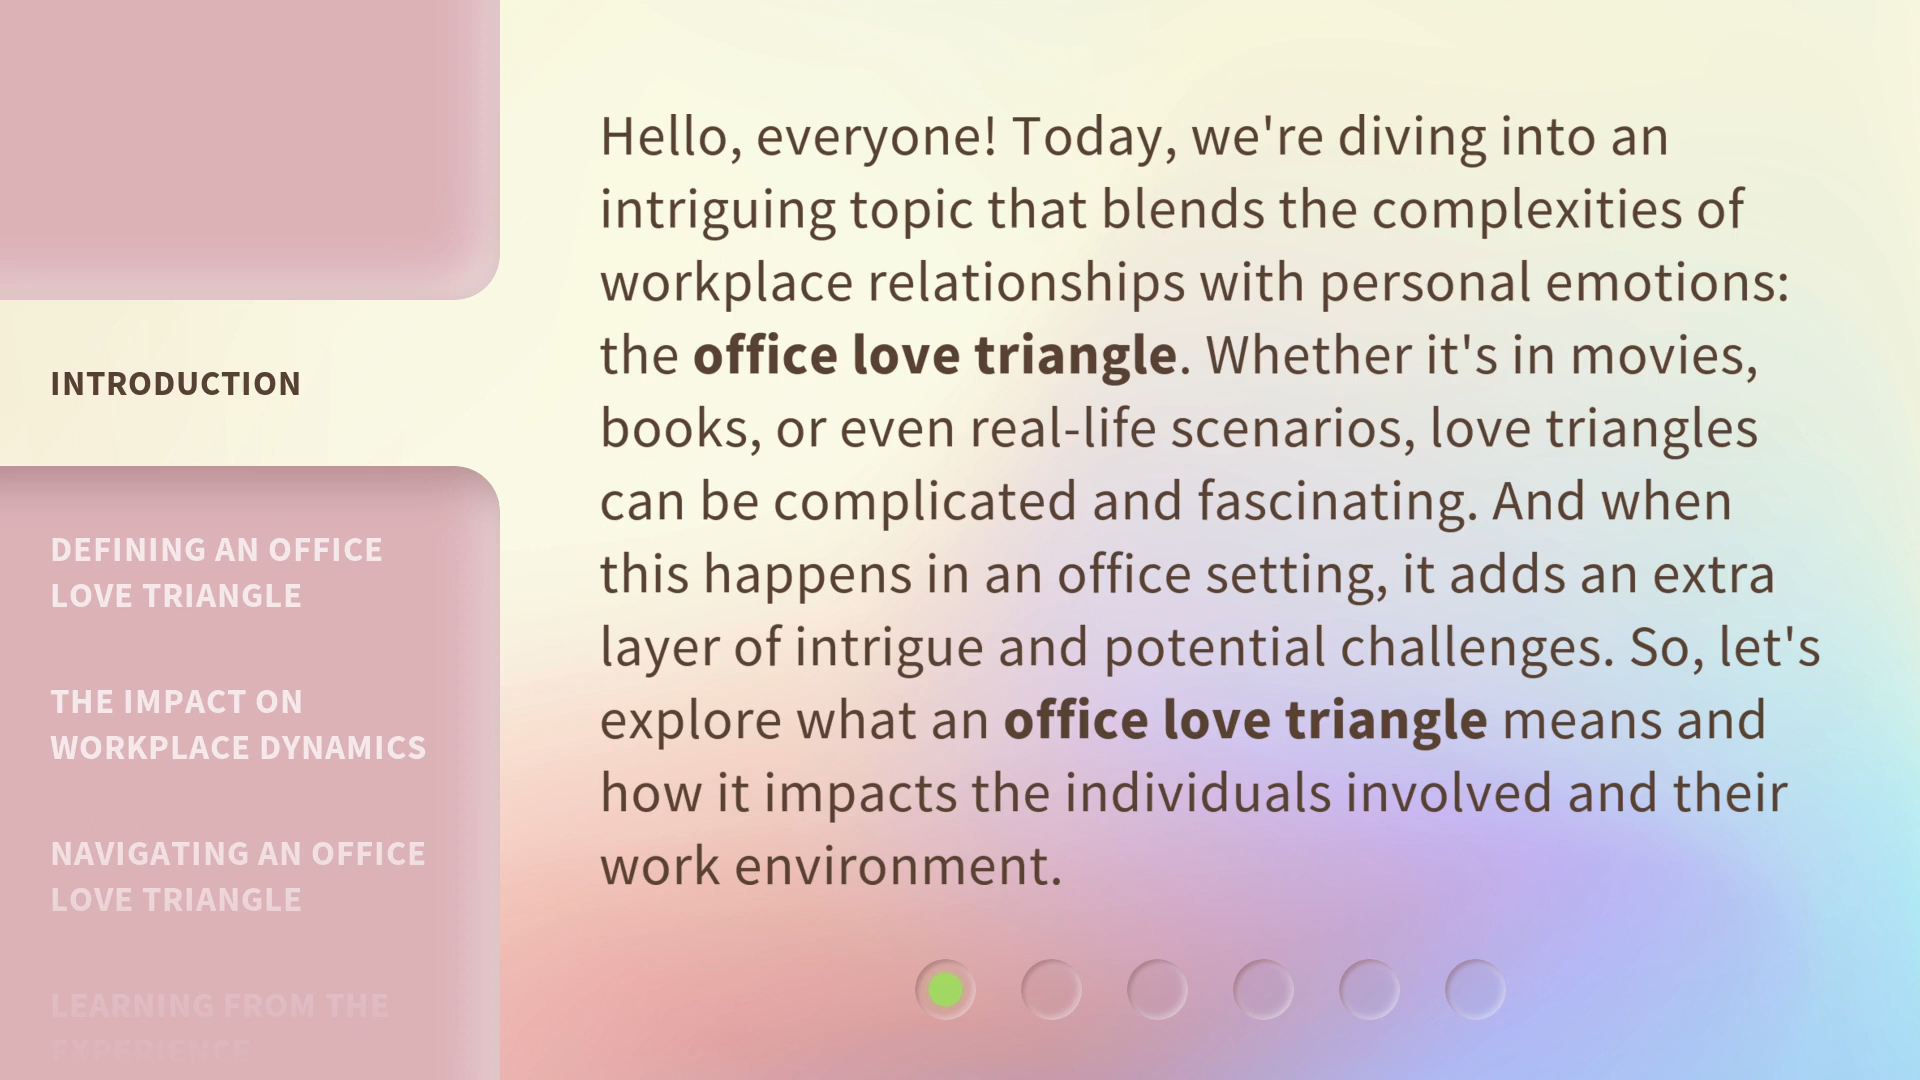 INTRODUCTION
DEFINING AN OFFICE
LOVE TRIANGLE
THE IMPACT ON
WORKPLACE DYNAMICS
NAVIGATING AN OFFICE
LOVE TRIANGLE
LEARNING FROM THE
EXPERIENCE
Hello, everyone! Today, we're diving into an
intriguing topic that blends the complexities of
workplace relationships with personal emotions:
the office love triangle. Whether it's in movies,
books, or even real-life scenarios, love triangles
can be complicated and fascinating. And when
this happens in an office setting, it adds an extra
layer of intrigue and potential challenges. So, let's
explore what an office love triangle means and
how it impacts the individuals involved and their
work environment.